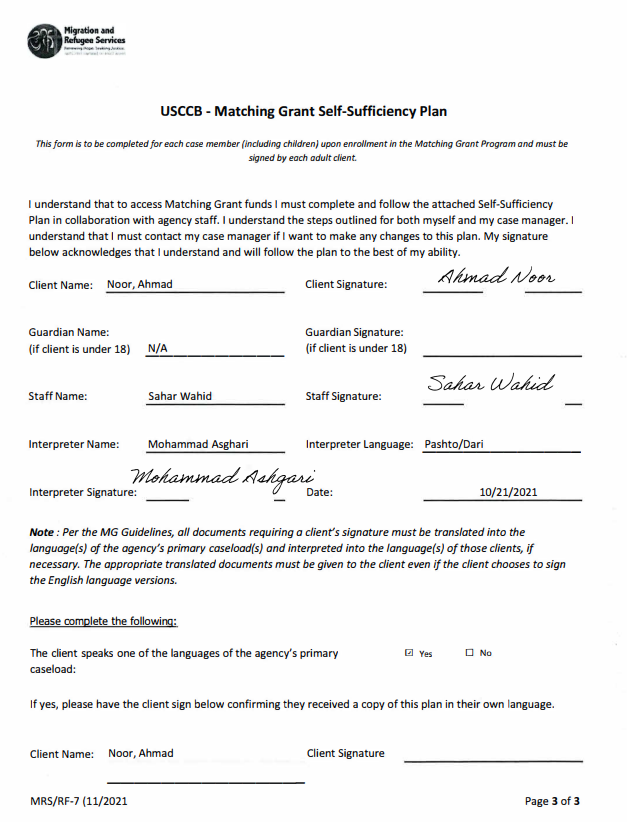 Migration and
Refugee Services
USCCB - Matching Grant Self-Sufficiency Plan
This form is to be completed for each case member (including children) upon enrollment in the Matching Grant Program and must be
signed by each adult client.
I understand that to access Matching Grant funds I must complete and follow the attached Self-Sufficiency
Plan in collaboration with agency staff. I understand the steps outlined for both myself and my case manager. I
understand that I must contact my case manager if I want to make any changes to this plan. My signature
below acknowledges that I understand and will follow the plan to the best of my ability.
Client Name: Noor, Ahmad Client Signature: Ahmad Noor
Guardian Name: Guardian Signature:
(if client is under 18) N/A (if client is under 18)
Staff Name: Sahar Wahid Staff Signature: Sahar Wahid
Interpreter Name: Mohammad Asghari Interpreter Language: Pashto/Dari
Interpreter Signature: Mohammad Ashgari Date: 10/21/2021
Note : Per the MG Guidelines, all documents requiring a client's signature must be translated into the
language(s) of the agency's primary caseload(s) and interpreted into the language(s) of those clients, if
necessary. The appropriate translated documents must be given to the client even if the client chooses to sign
the English language versions.
Please complete the following:
The client speaks one of the languages of the agency's primary ☑ Yes ☐ No
caseload:
If yes, please have the client sign below confirming they received a copy of this plan in their own language.
Client Name: Noor, Ahmad Client Signature
MRS/RF-7 (11/2021 Page 3 of 3